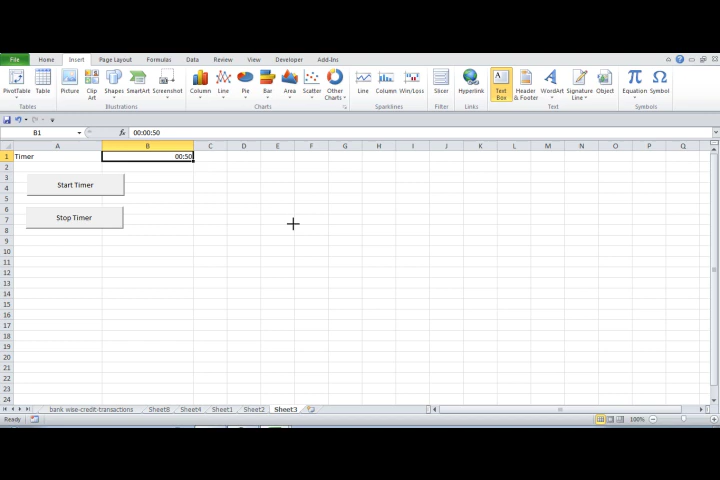 File Home Insert Page Layout Formulas Data Review View Developer Add-Ins
PivotTable Table Picture Clip Art Shapes SmartArt Screenshot Column Line Pie Bar Area Scatter Other Charts Line Column Win/Loss Slicer Hyperlink Text Box Header & Footer WordArt Signature Line Object Equation Symbol
Tables Illustrations Charts Sparklines Filter Links Text Symbols
B1 fx 00:00:50
A B C D E F G H I J K L M N O P Q
1 Timer 00:50
2
3
Start Timer
4
5
6
Stop Timer
7
8
9
10
11
12
13
14
15
16
17
18
19
20
21
22
23
24
bank wise-credit-transactions Sheet8 Sheet4 Sheet1 Sheet2 Sheet3
Ready 100%